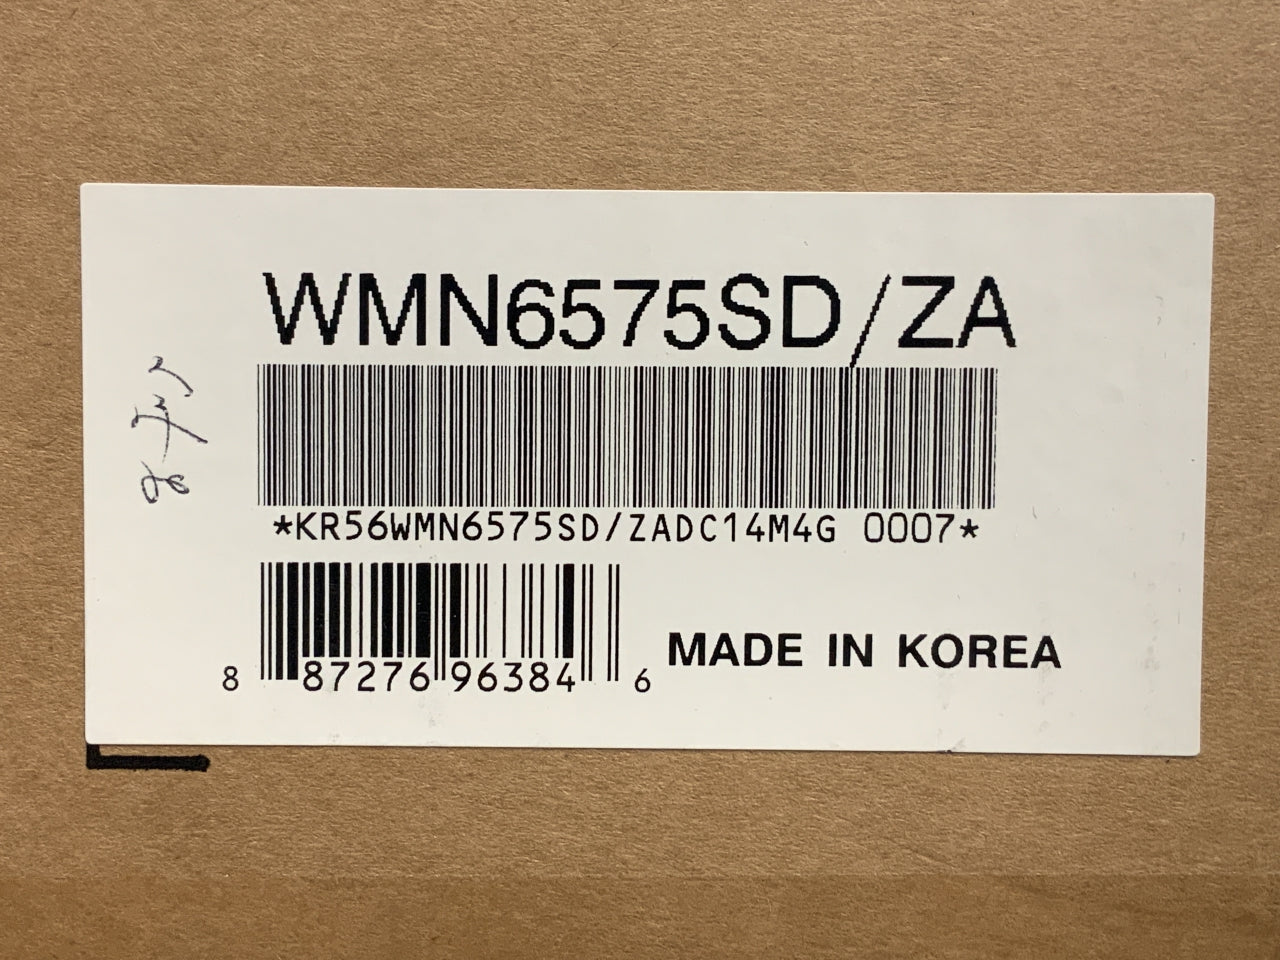 WMN6575SD/ZA
*KR56WMN6575SD/ZADC14M4G 0007*
8 87276 96384 6
MADE IN KOREA